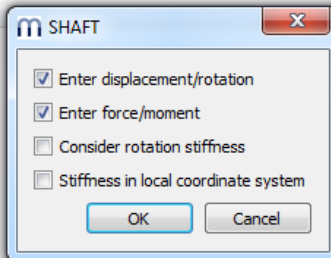 SHAFT
Enter displacement/rotation
Enter force/moment
Consider rotation stiffness
Stiffness in local coordinate system
OK Cancel